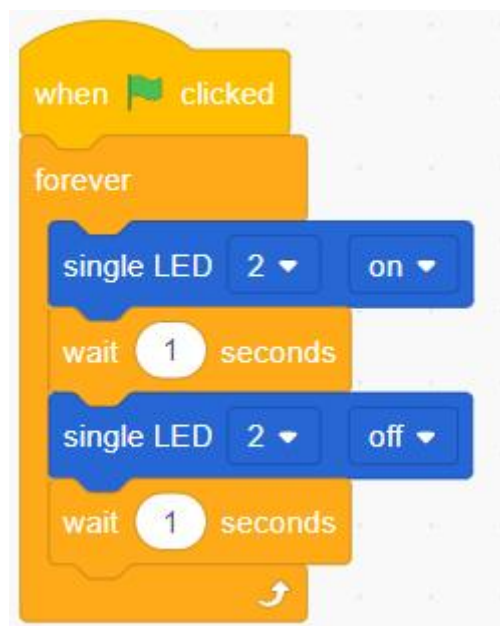 when clicked
forever
single LED 2 on
wait 1 seconds
single LED 2 off
wait 1 seconds